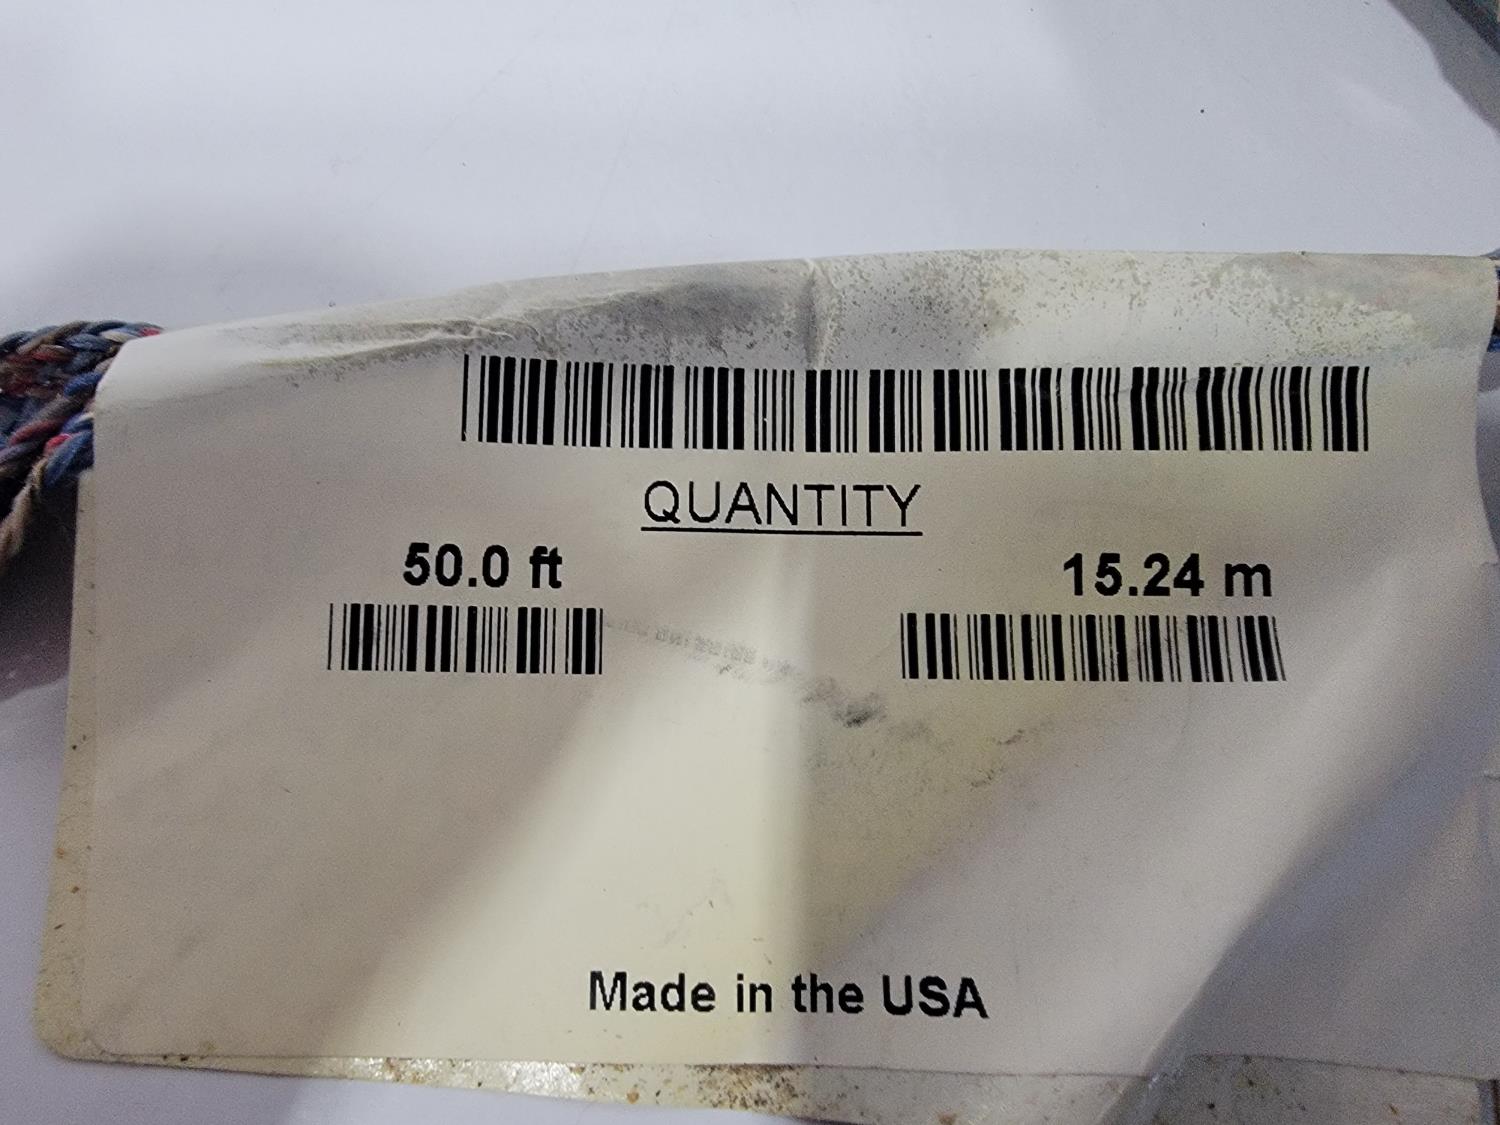 QUANTITY
50.0 ft 15.24 m
Made in the USA